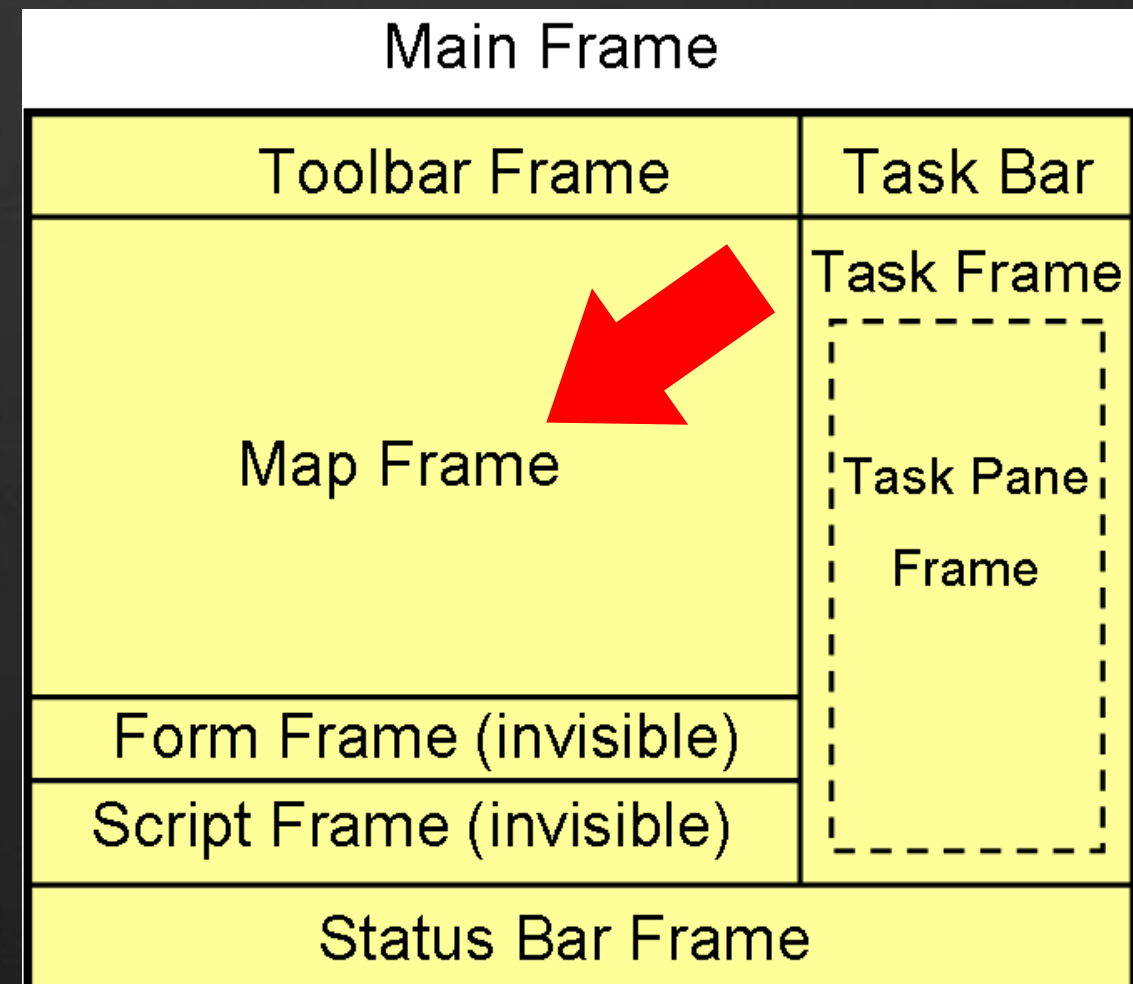 Main Frame
Toolbar Frame
Task Bar
Task Frame
Map Frame
Task Pane
Frame
Form Frame (invisible)
Script Frame (invisible)
Status Bar Frame